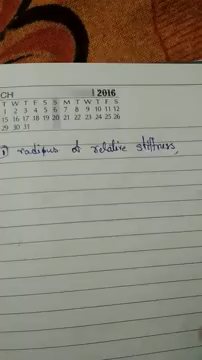 CH 2016
T W T F S S M T W T F S
1 2 3 4 5 6 7 8 9 10 11 12
15 16 17 18 19 20 21 22 23 24 25 26
29 30 31
1) radious of relative stiffness,